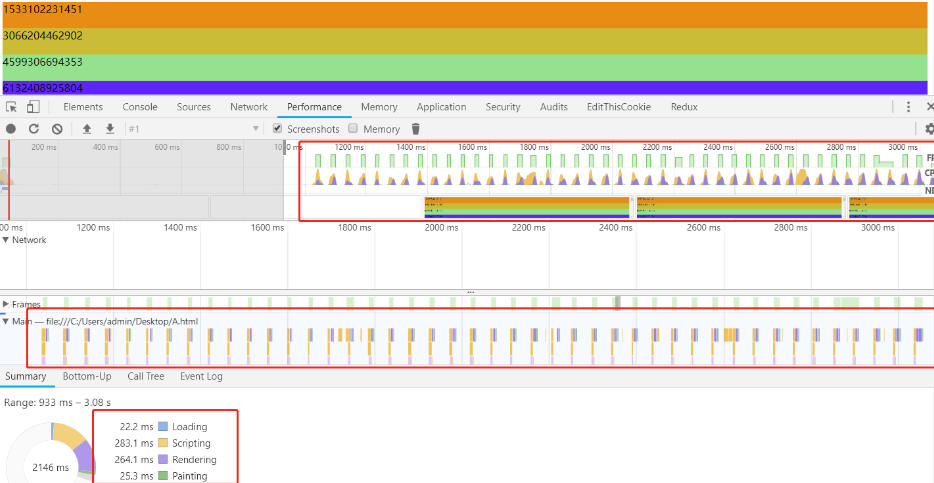 1533102231451
3066204462902
4599306694353
6132408925804
Elements Console Sources Network Performance Memory Application Security Audits EditThisCookie Redux
#1 Screenshots Memory
200 ms 400 ms 600 ms 800 ms 1000 ms 1200 ms 1400 ms 1600 ms 1800 ms 2000 ms 2200 ms 2400 ms 2600 ms 2800 ms 3000 ms
FP
CP
NE
00 ms 1200 ms 1400 ms 1600 ms 1800 ms 2000 ms 2200 ms 2400 ms 2600 ms 2800 ms 3000 ms
Network
...
Frames
Main — file:///C:/Users/admin/Desktop/A.html
Summary Bottom-Up Call Tree Event Log
Range: 933 ms – 3.08 s
22.2 ms Loading
283.1 ms Scripting
2146 ms
264.1 ms Rendering
25.3 ms Painting